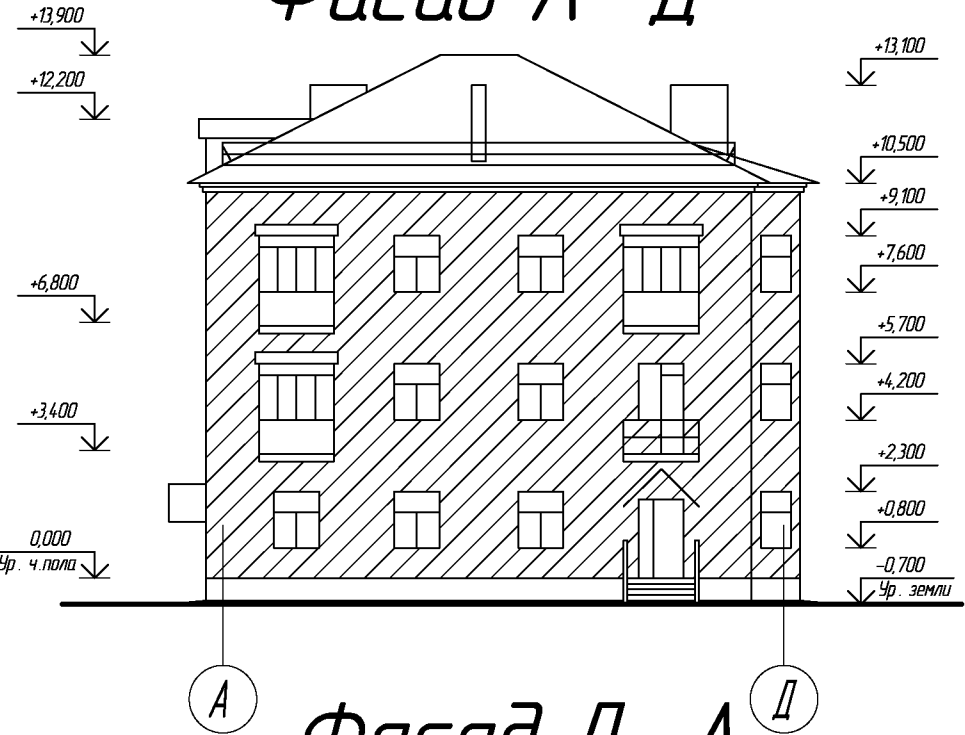 Фасад А Д
+13,900
+12,200
+6,800
+3,400
0,000
Ур. ч.пола
+13,100
+10,500
+9,100
+7,600
+5,700
+4,200
+2,300
+0,800
-0,700
Ур. земли
А
Д
Фасад Д А